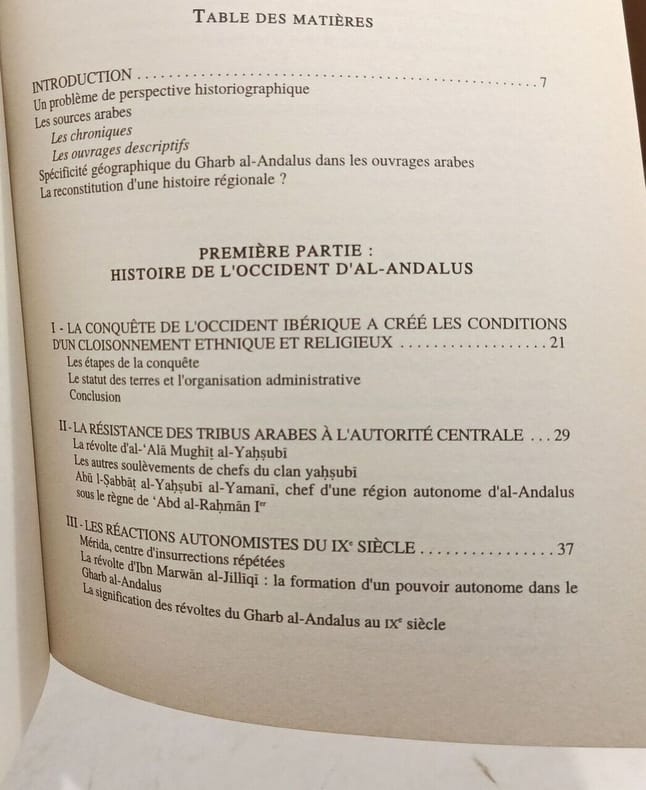 TABLE DES MATIÈRES
INTRODUCTION ................................................ 7
Un problème de perspective historiographique
Les sources arabes
Les chroniques
Les ouvrages descriptifs
Spécificité géographique du Gharb al-Andalus dans les ouvrages arabes
La reconstitution d'une histoire régionale ?
PREMIÈRE PARTIE :
HISTOIRE DE L'OCCIDENT D'AL-ANDALUS
I - LA CONQUÊTE DE L'OCCIDENT IBÉRIQUE A CRÉÉ LES CONDITIONS
D'UN CLOISONNEMENT ETHNIQUE ET RELIGIEUX .................. 21
Les étapes de la conquête
Le statut des terres et l'organisation administrative
Conclusion
II - LA RÉSISTANCE DES TRIBUS ARABES À L'AUTORITÉ CENTRALE ... 29
La révolte d'al-‘Alā Mughīṯ al-Yaḥṣubī
Les autres soulèvements de chefs du clan yaḥṣubī
Abū l-Ṣabbāṭ al-Yaḥṣubī al-Yamanī, chef d'une région autonome d'al-Andalus
sous le règne de ‘Abd al-Raḥmān Ier
III - LES RÉACTIONS AUTONOMISTES DU IXe SIÈCLE ................ 37
Mérida, centre d'insurrections répétées
La révolte d'Ibn Marwān al-Jillīqī : la formation d'un pouvoir autonome dans le
Gharb al-Andalus
La signification des révoltes du Gharb al-Andalus au IXe siècle